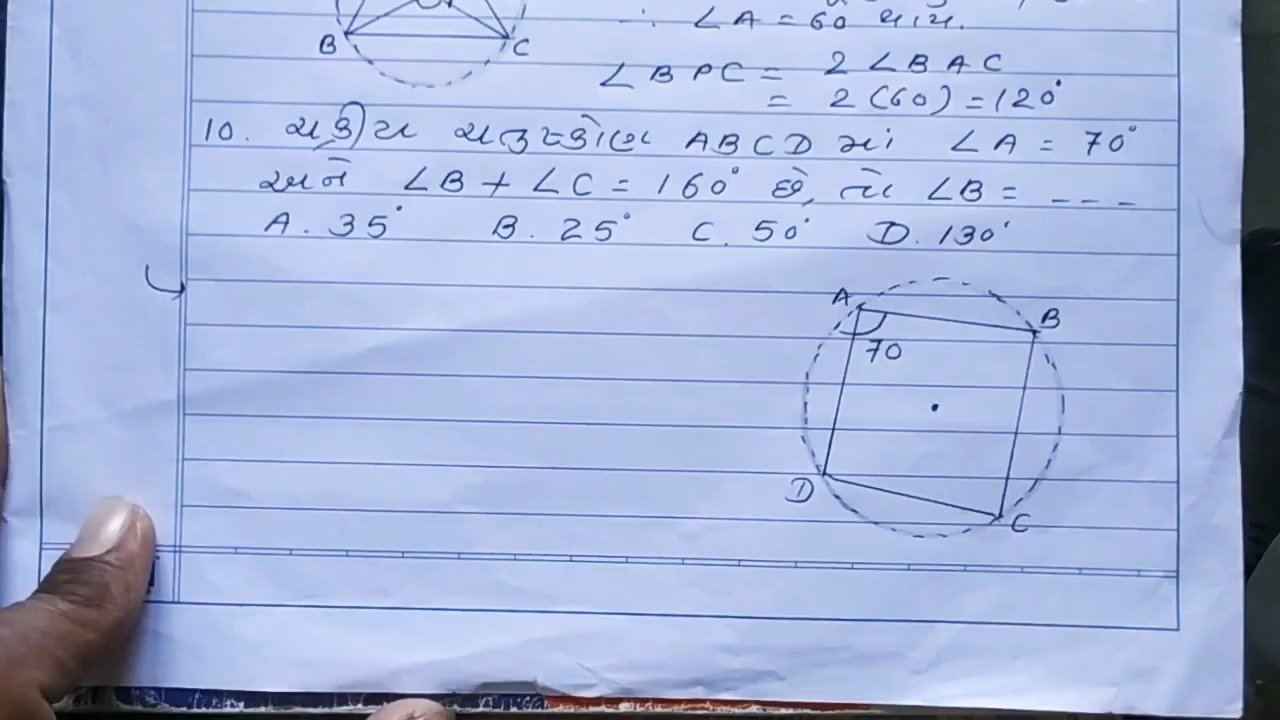 B
C
∴ ∠A = 60 થાય.
∠BPC = 2 ∠BAC
= 2(60) = 120°
10. ચક્રીય ચતુષ્કોણ ABCD માં ∠A = 70°
અને ∠B + ∠C = 160° છે, તો ∠B = ---
A. 35° B. 25° C. 50° D. 130°
A
B
70
D
C